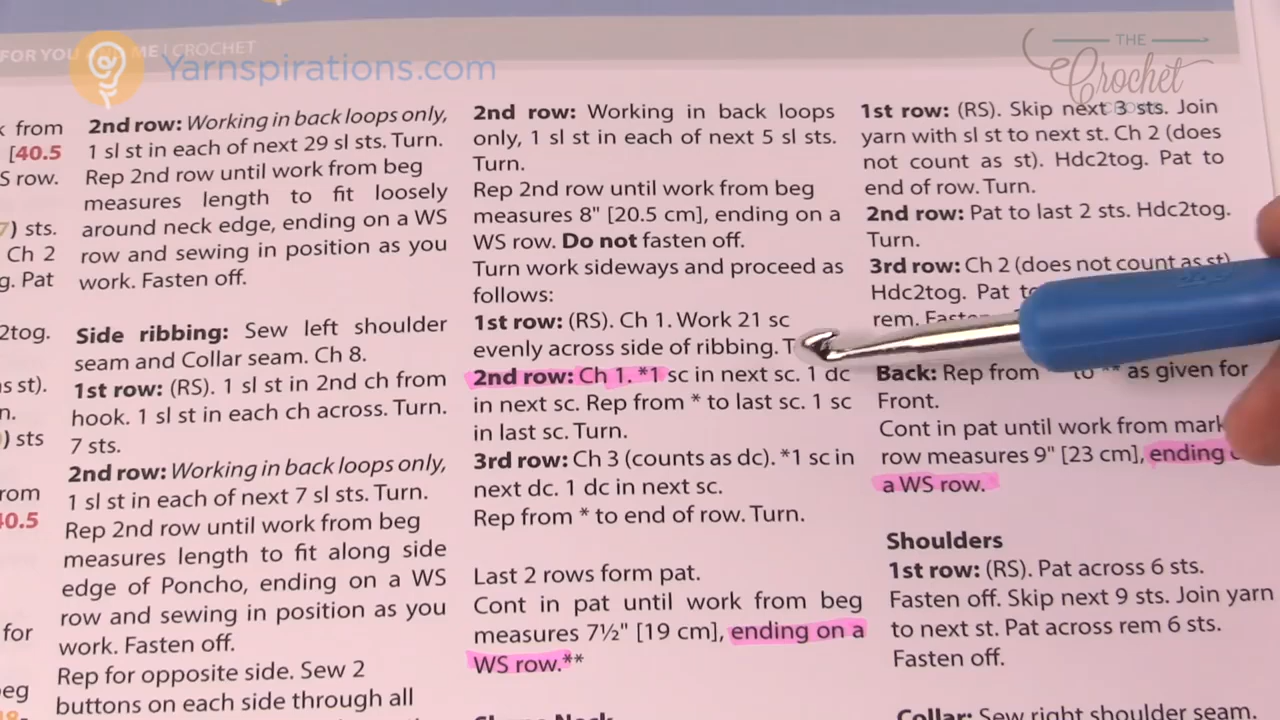 FOR YOU AND ME | CROCHET
Yarnspirations.com
THE
Crochet
from
[40.5
S row.
) sts.
Ch 2
g. Pat
2tog.
as st).
n.
) sts
rom
40.5
for
beg
2nd row: Working in back loops only,
1 sl st in each of next 29 sl sts. Turn.
Rep 2nd row until work from beg
measures length to fit loosely
around neck edge, ending on a WS
row and sewing in position as you
work. Fasten off.
Side ribbing: Sew left shoulder
seam and Collar seam. Ch 8.
1st row: (RS). 1 sl st in 2nd ch from
hook. 1 sl st in each ch across. Turn.
7 sts.
2nd row: Working in back loops only,
1 sl st in each of next 7 sl sts. Turn.
Rep 2nd row until work from beg
measures length to fit along side
edge of Poncho, ending on a WS
row and sewing in position as you
work. Fasten off.
Rep for opposite side. Sew 2
buttons on each side through all
2nd row: Working in back loops
only, 1 sl st in each of next 5 sl sts.
Turn.
Rep 2nd row until work from beg
measures 8" [20.5 cm], ending on a
WS row. Do not fasten off.
Turn work sideways and proceed as
follows:
1st row: (RS). Ch 1. Work 21 sc
evenly across side of ribbing. T
2nd row: Ch 1. *1 sc in next sc. 1 dc
in next sc. Rep from * to last sc. 1 sc
in last sc. Turn.
3rd row: Ch 3 (counts as dc). *1 sc in
next dc. 1 dc in next sc.
Rep from * to end of row. Turn.
Last 2 rows form pat.
Cont in pat until work from beg
measures 7½" [19 cm], ending on a
WS row.**
1st row: (RS). Skip next 3 sts. Join
yarn with sl st to next st. Ch 2 (does
not count as st). Hdc2tog. Pat to
end of row. Turn.
2nd row: Pat to last 2 sts. Hdc2tog.
Turn.
3rd row: Ch 2 (does not count as st).
Hdc2tog. Pat to
rem. Faste
Back: Rep from to ** as given for
Front.
Cont in pat until work from mark
row measures 9" [23 cm], ending
a WS row.
Shoulders
1st row: (RS). Pat across 6 sts.
Fasten off. Skip next 9 sts. Join yarn
to next st. Pat across rem 6 sts.
Fasten off.
Collar: Sew right shoulder seam.